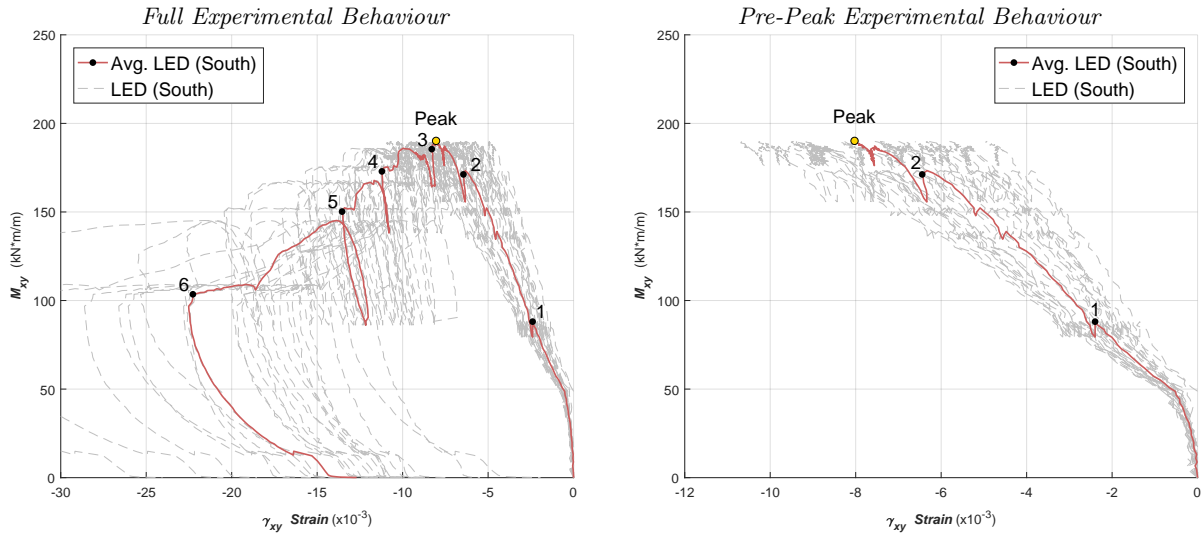 Full Experimental Behaviour
250
200
150
100
50
0
M_xy (kN*m/m)
Avg. LED (South)
LED (South)
Peak
3
2
4
5
6
1
-30
-25
-20
-15
-10
-5
0
γ_xy Strain (x10^-3)
Pre-Peak Experimental Behaviour
250
200
150
100
50
0
M_xy (kN*m/m)
Avg. LED (South)
LED (South)
Peak
2
1
-12
-10
-8
-6
-4
-2
0
γ_xy Strain (x10^-3)